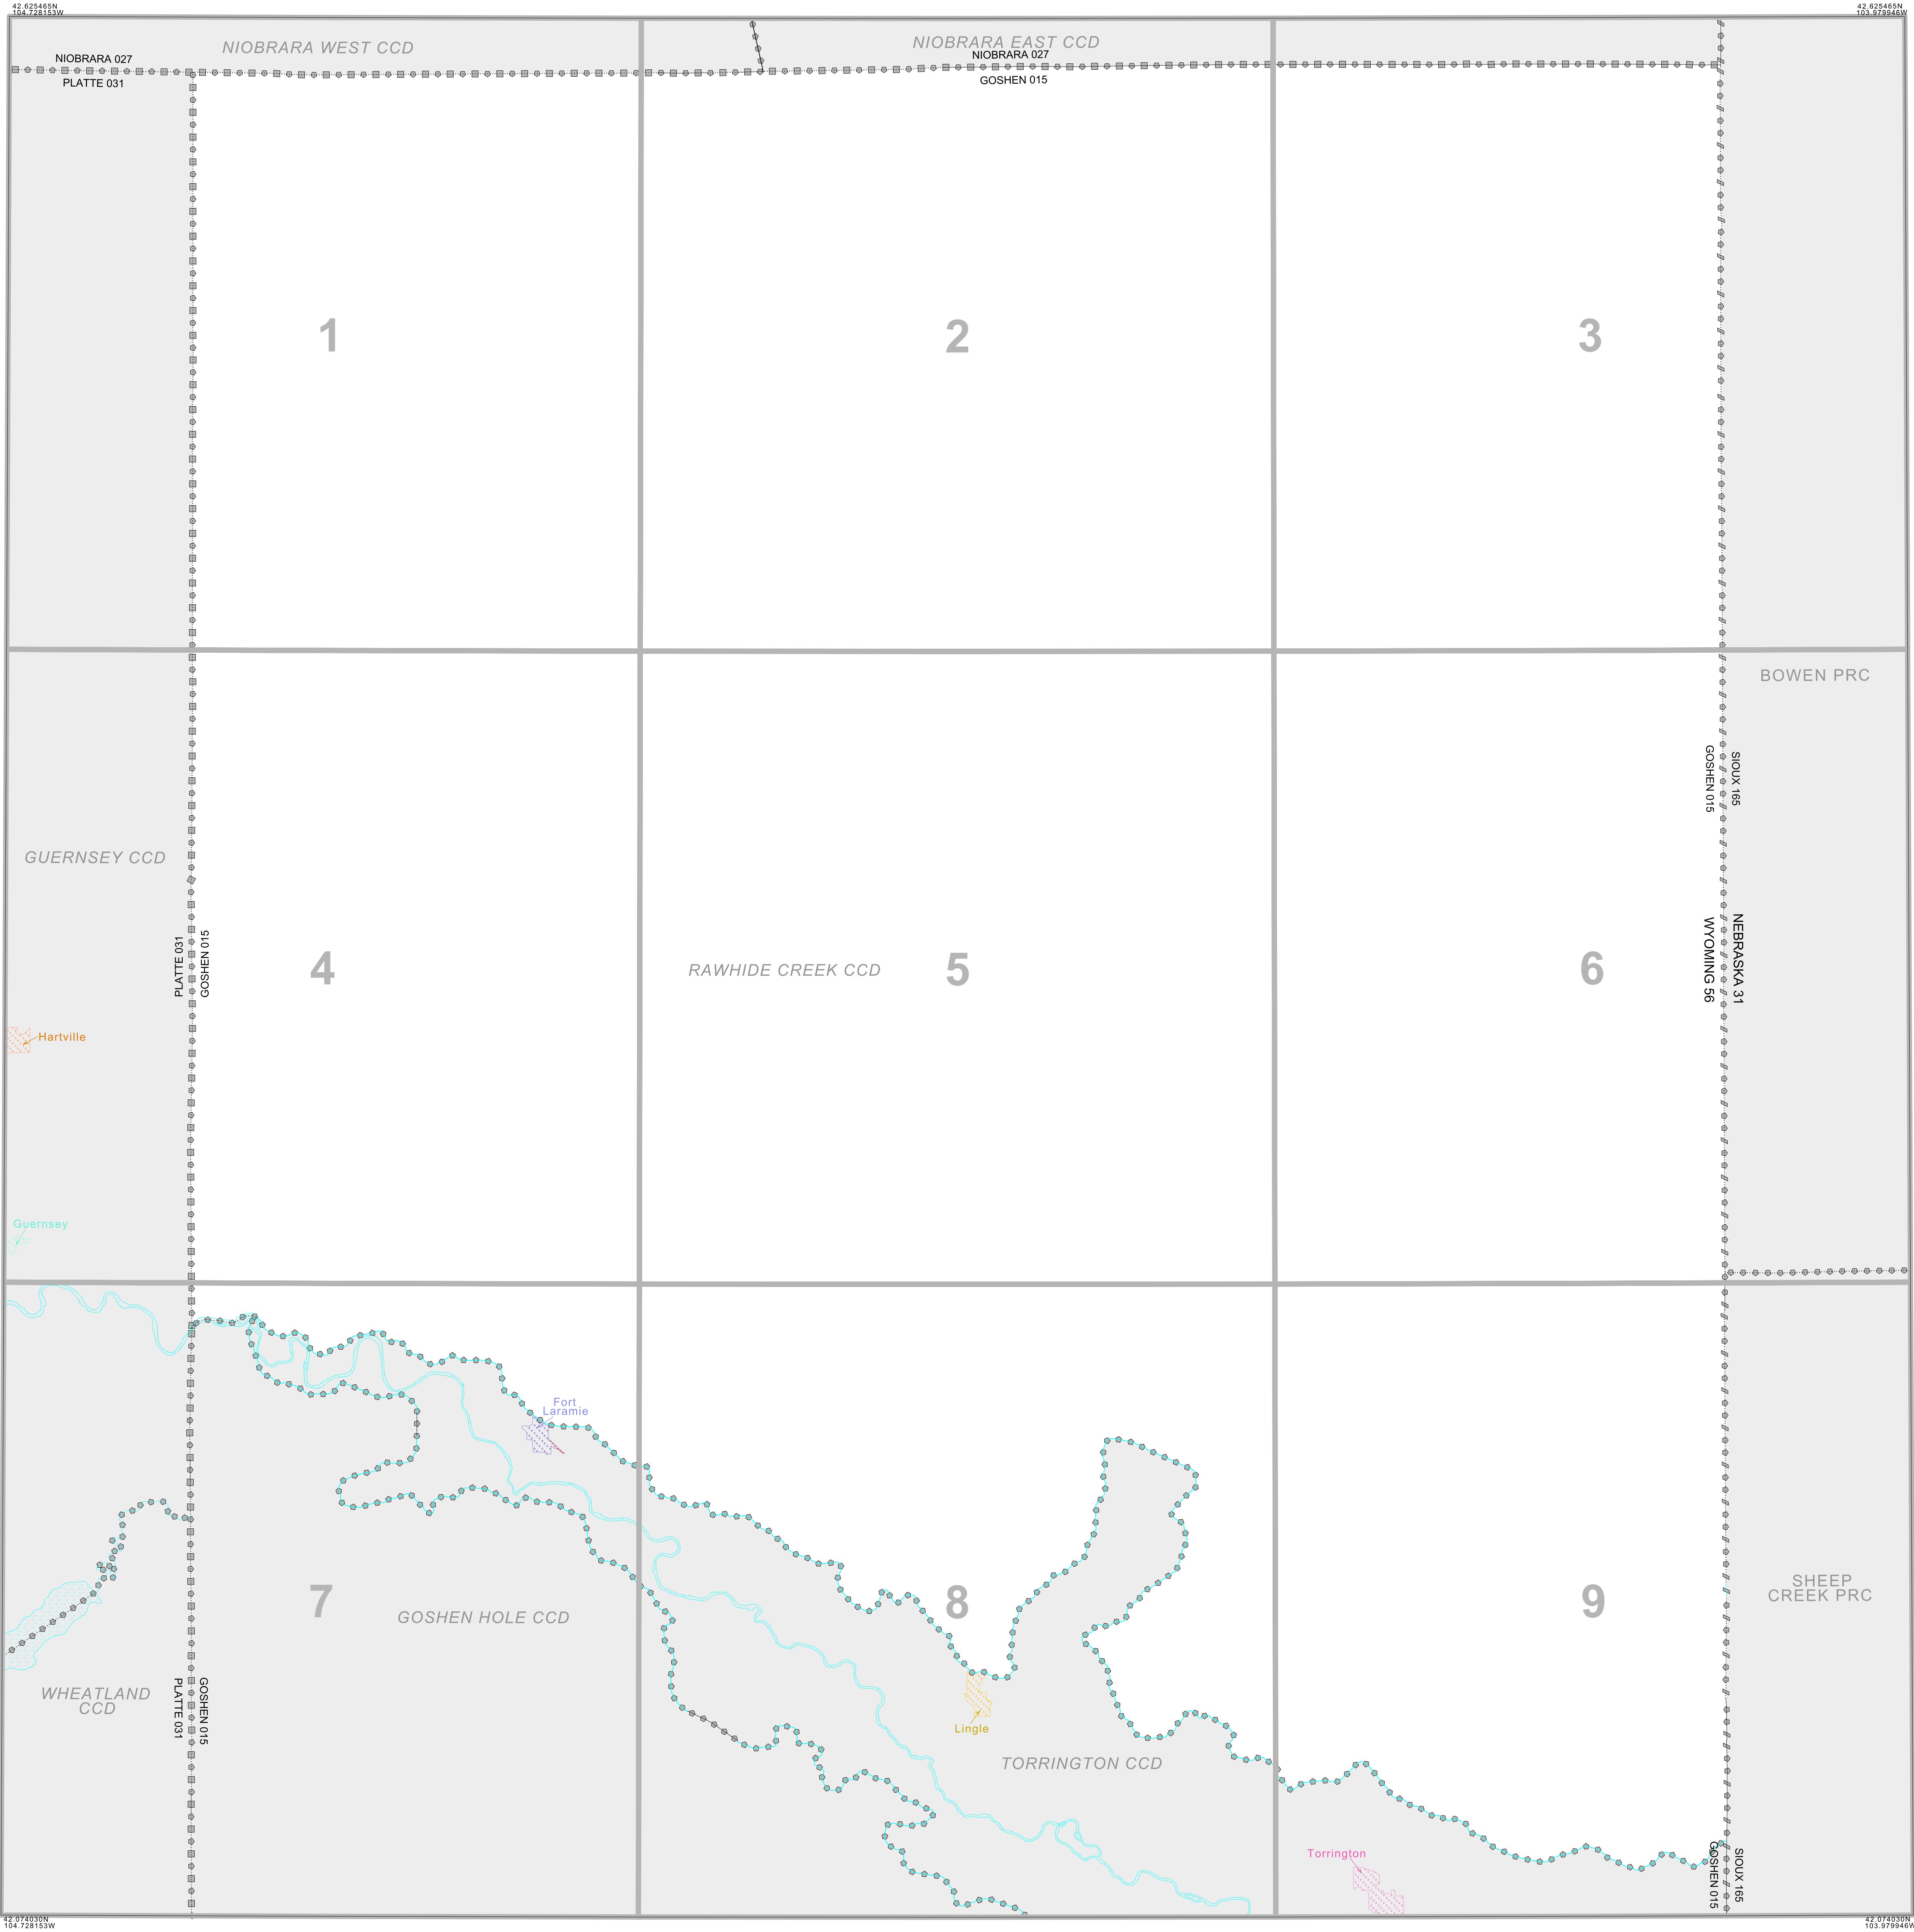 42.625465N
104.728153W
42.625465N
103.979946W
NIOBRARA WEST CCD
NIOBRARA EAST CCD
NIOBRARA 027
NIOBRARA 027
PLATTE 031
GOSHEN 015
1
2
3
BOWEN PRC
SIOUX 165
GOSHEN 015
GUERNSEY CCD
NEBRASKA 31
WYOMING 56
PLATTE 031
GOSHEN 015
4
RAWHIDE CREEK CCD
5
6
Hartville
Guernsey
Fort
Laramie
7
GOSHEN HOLE CCD
8
9
SHEEP
CREEK PRC
WHEATLAND
CCD
PLATTE 031
GOSHEN 015
Lingle
TORRINGTON CCD
Torrington
GOSHEN 015
SIOUX 165
42.074030N
104.728153W
42.074030N
103.979946W